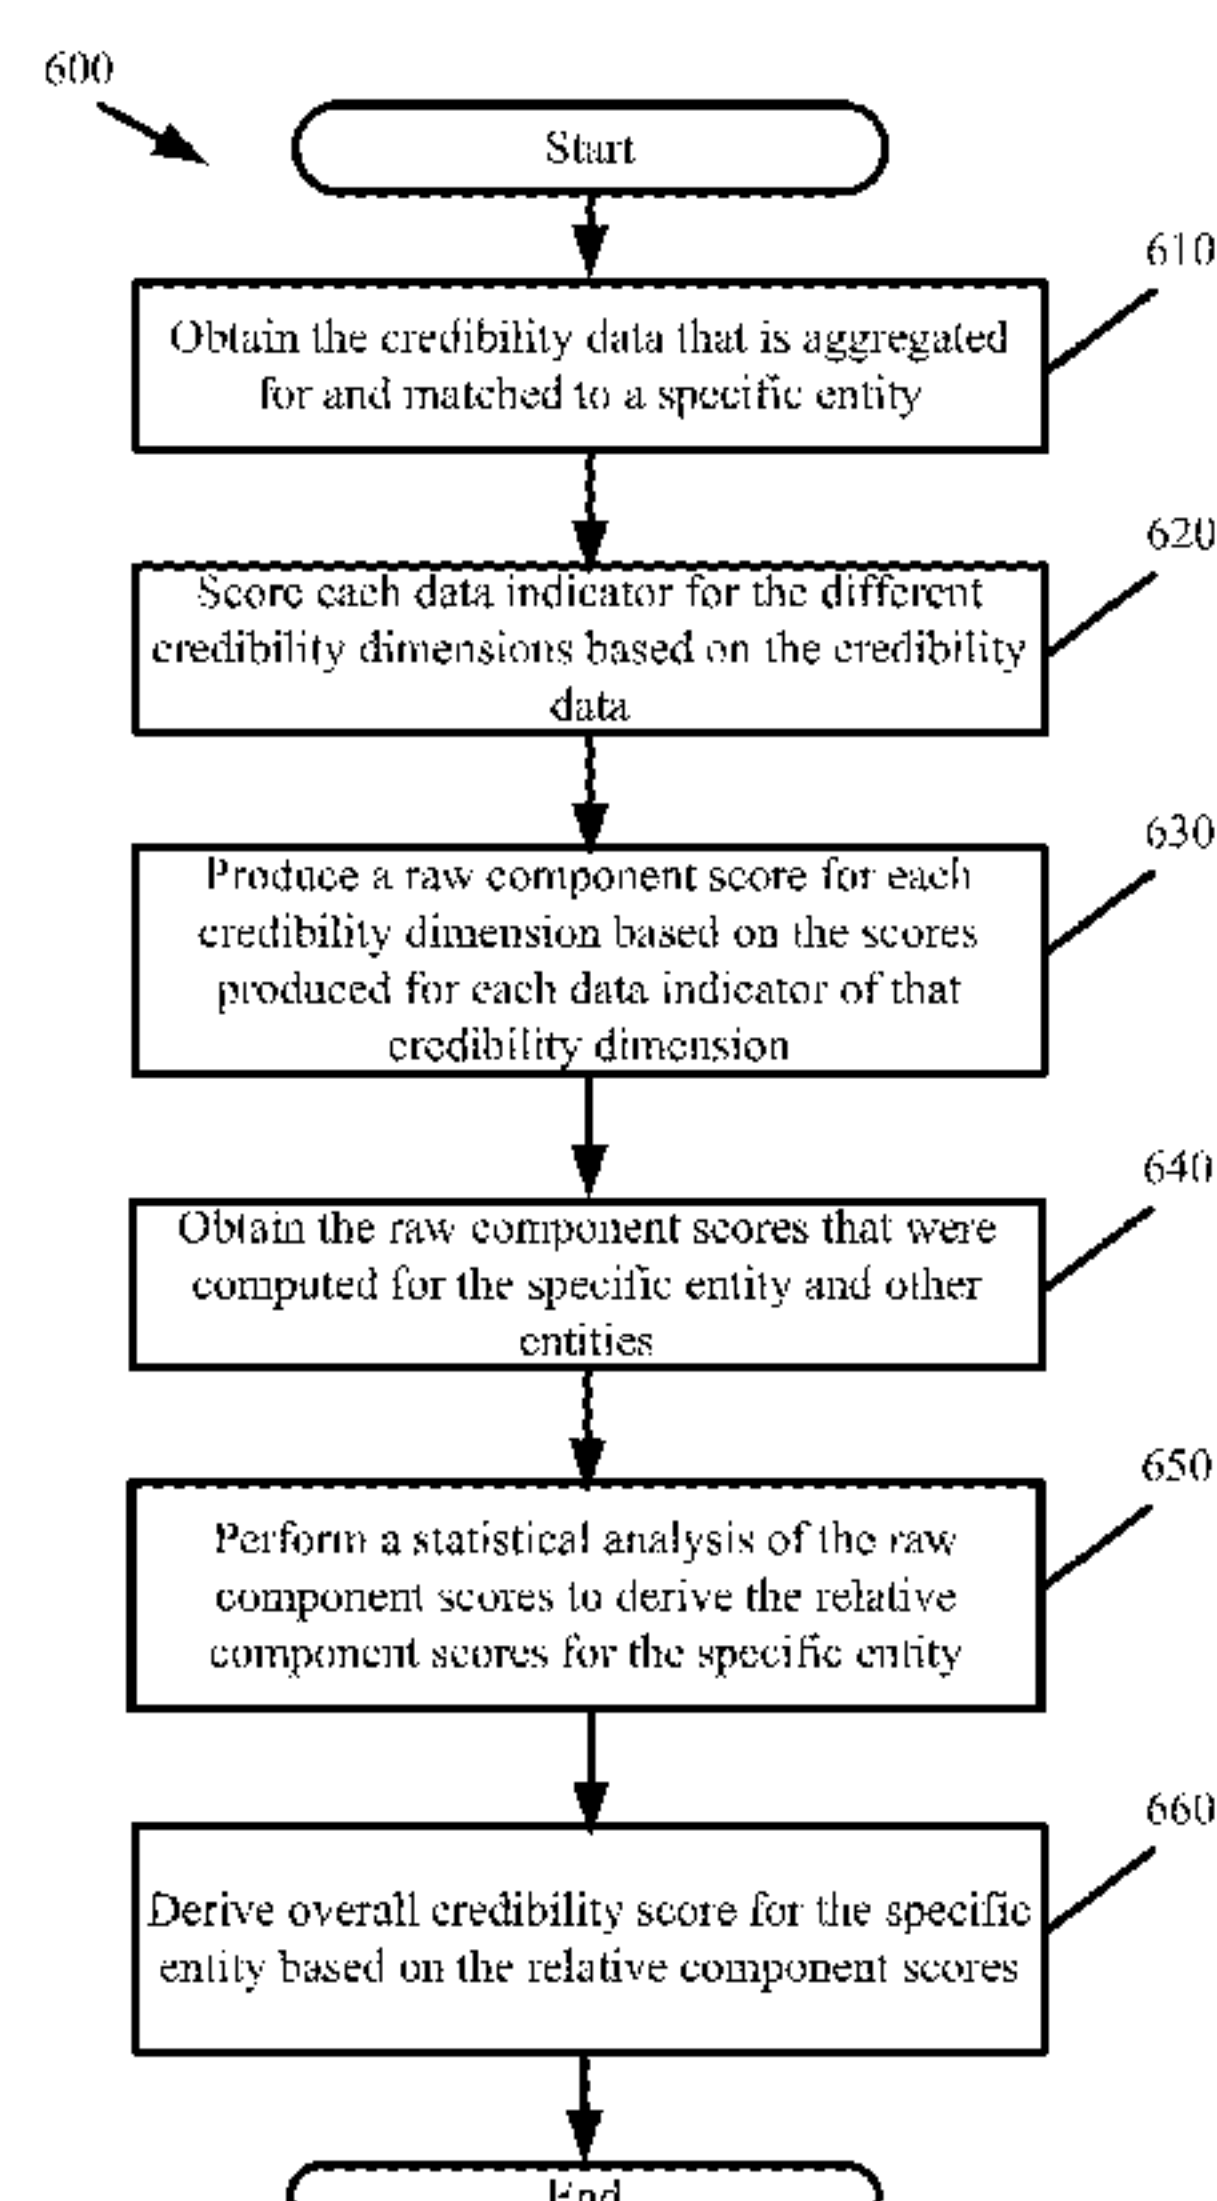 600
Start
610
Obtain the credibility data that is aggregated
for and matched to a specific entity
620
Score each data indicator for the different
credibility dimensions based on the credibility
data
630
Produce a raw component score for each
credibility dimension based on the scores
produced for each data indicator of that
credibility dimension
640
Obtain the raw component scores that were
computed for the specific entity and other
entities
650
Perform a statistical analysis of the raw
component scores to derive the relative
component scores for the specific entity
660
Derive overall credibility score for the specific
entity based on the relative component scores
End